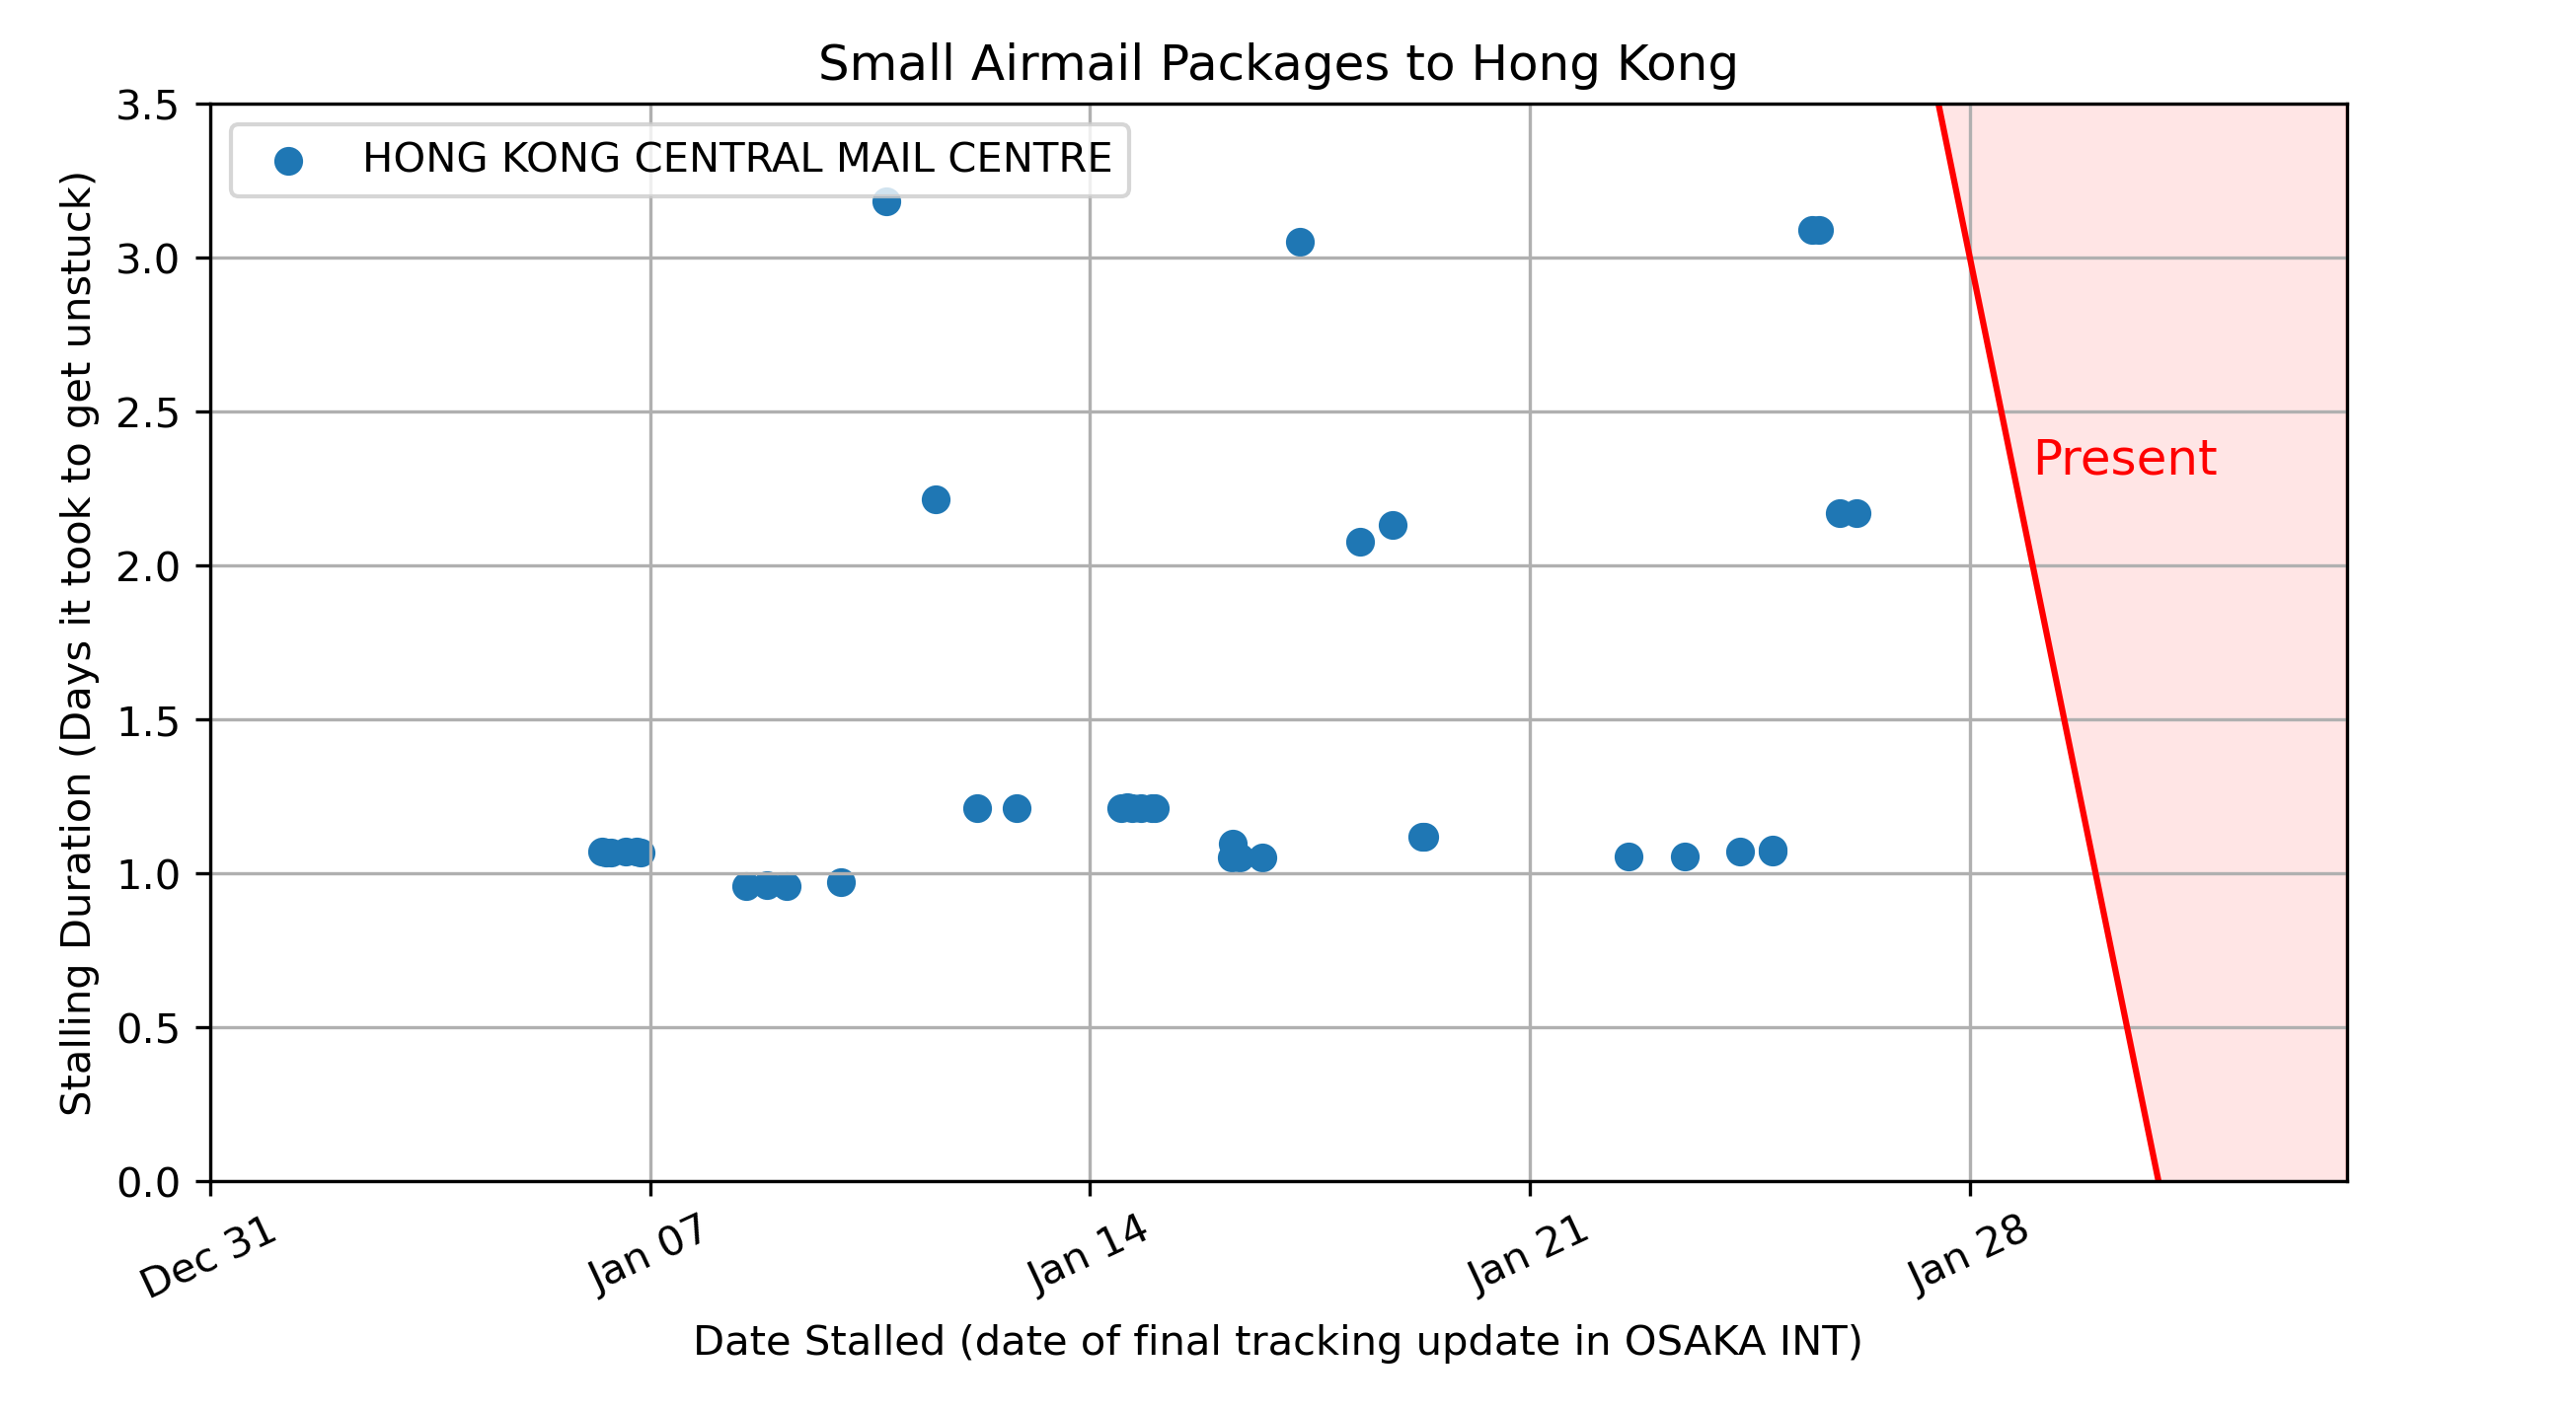 Small Airmail Packages to Hong Kong
HONG KONG CENTRAL MAIL CENTRE
Present
Stalling Duration (Days it took to get unstuck)
3.5
3.0
2.5
2.0
1.5
1.0
0.5
0.0
Dec 31
Jan 07
Jan 14
Jan 21
Jan 28
Date Stalled (date of final tracking update in OSAKA INT)